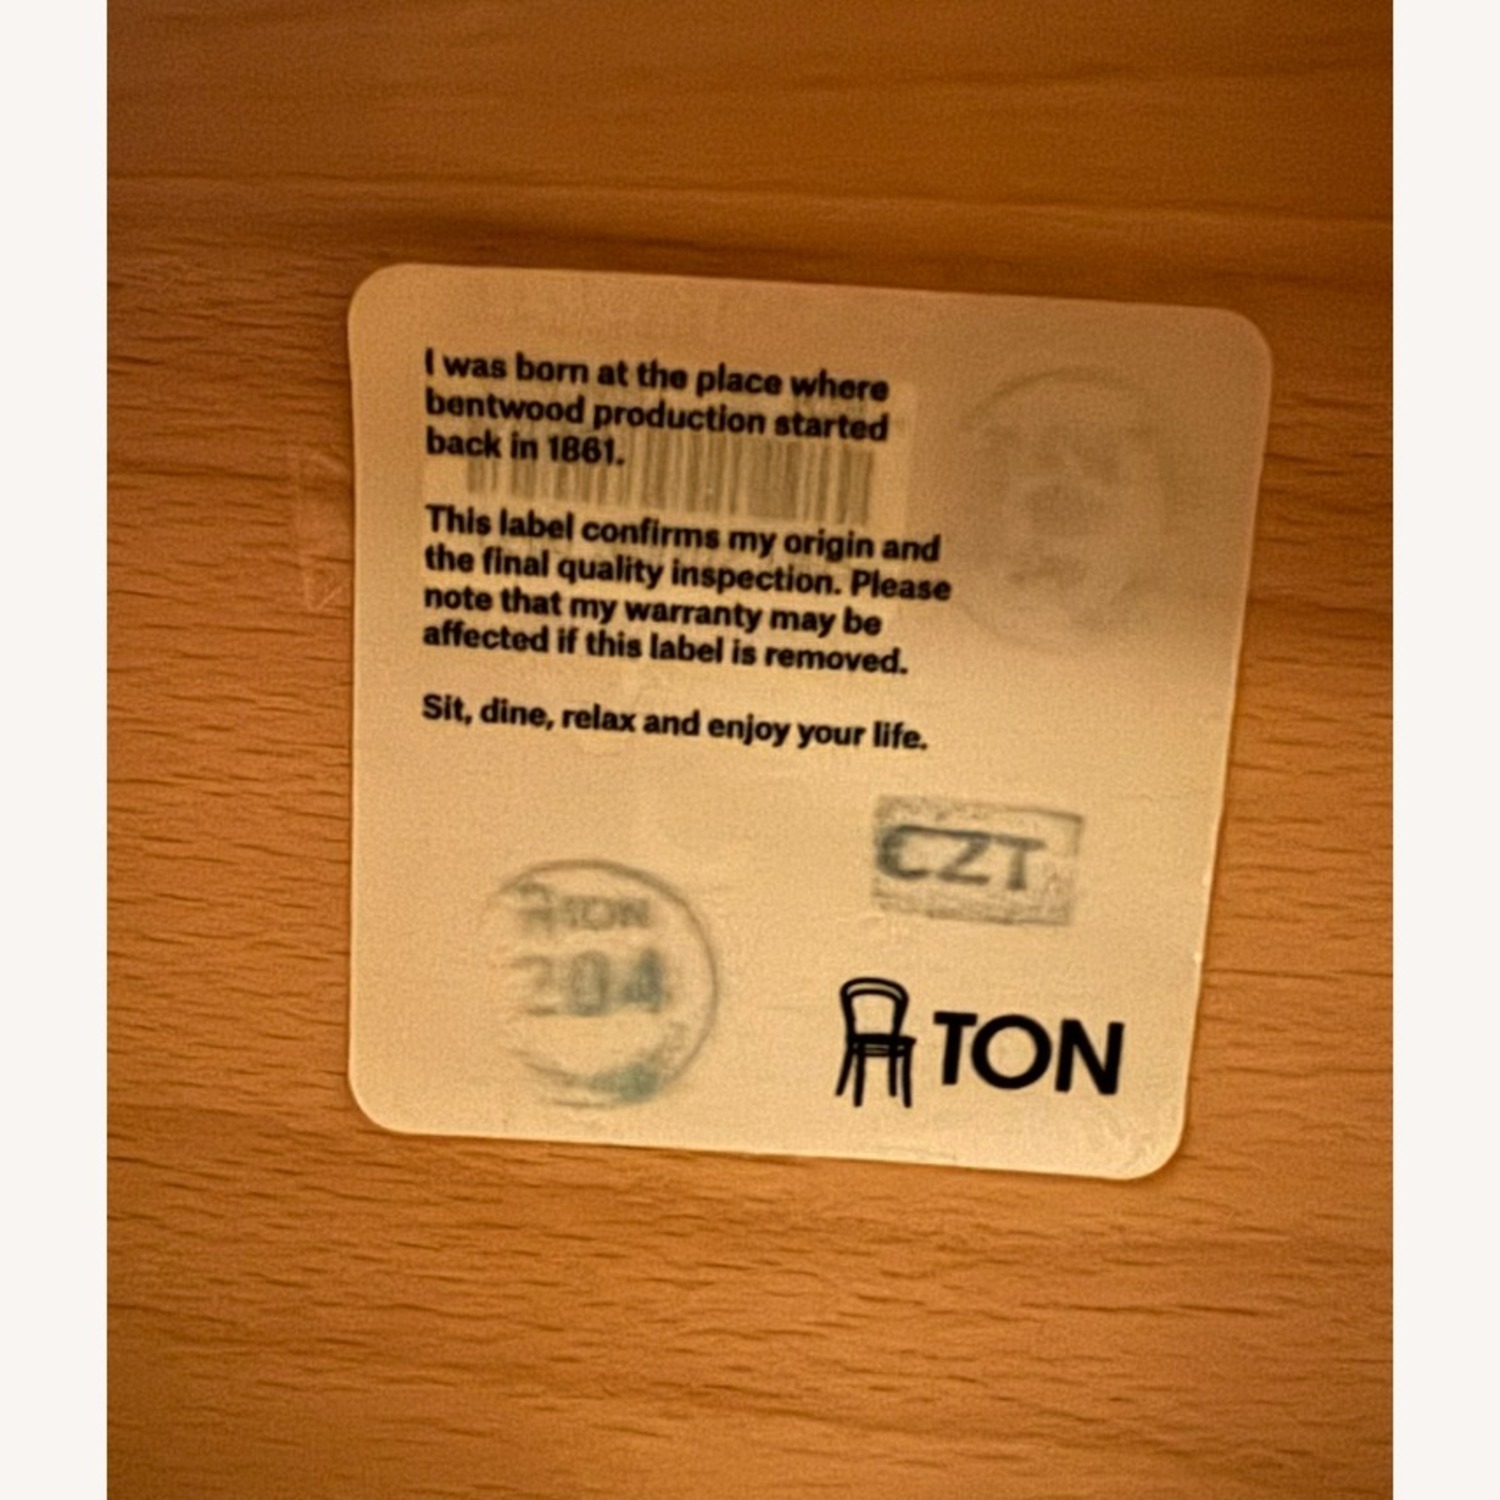 I was born at the place where
bentwood production started
back in 1861.
This label confirms my origin and
the final quality inspection. Please
note that my warranty may be
affected if this label is removed.
Sit, dine, relax and enjoy your life.
CZT
TON
204
TON